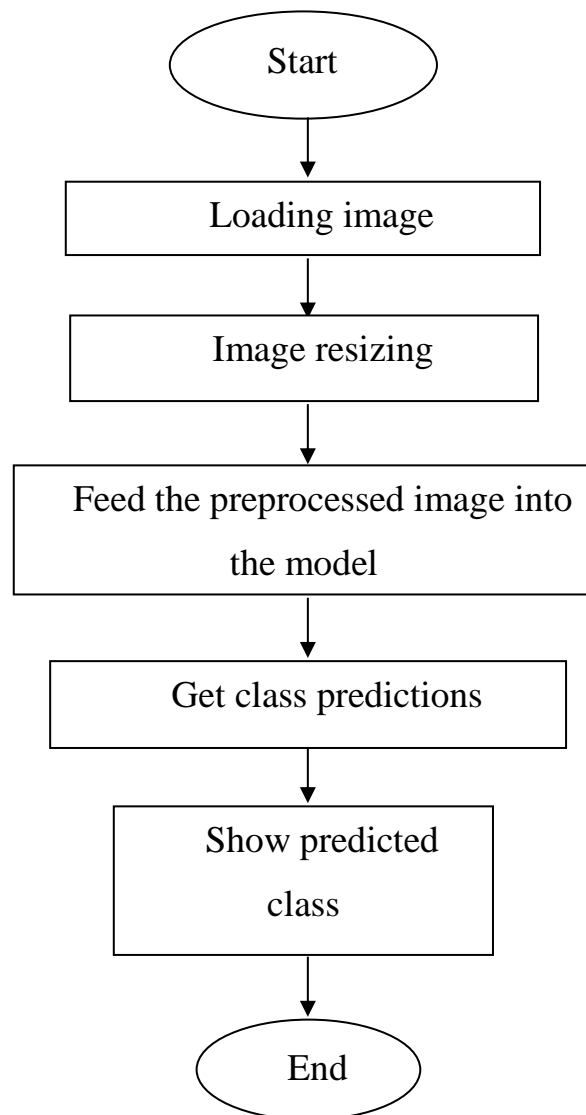 Start
Loading image
Image resizing
Feed the preprocessed image into
the model
Get class predictions
Show predicted
class
End